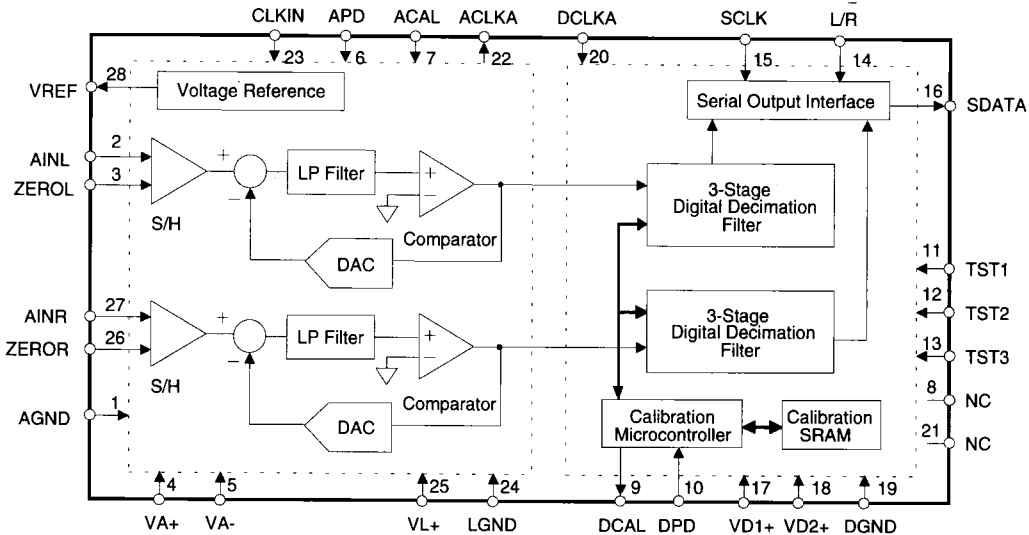 CLKIN APD ACAL ACLKA DCLKA SCLK L/R
23 6 7 22 20 15 14
28 Voltage Reference Serial Output Interface 16
VREF SDATA
2 + + 3-Stage
AINL LP Filter Digital Decimation
3 − − Filter
ZEROL
S/H
Comparator
DAC
11
TST1
27 + + 3-Stage 12
AINR LP Filter Digital Decimation TST2
26 − − Filter 13
ZEROR TST3
S/H
8
1 Comparator Calibration Calibration NC
AGND DAC Microcontroller SRAM 21
NC
4 5 25 24 9 10 17 18 19
VA+ VA- VL+ LGND DCAL DPD VD1+ VD2+ DGND